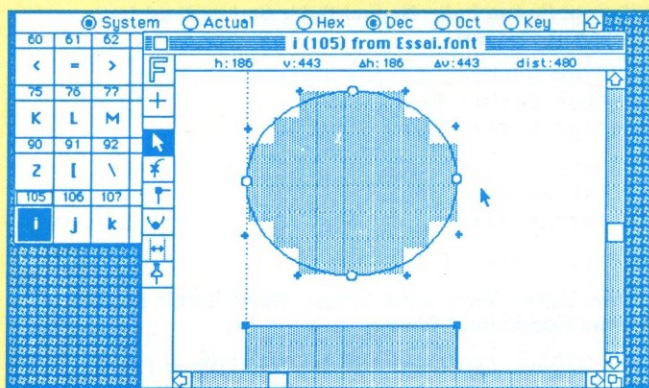 System Actual Hex Dec Oct Key
60 61 62
< = >
75 76 77
K L M
90 91 92
Z [ \
105 106 107
i j k
i (105) from Essai.font
h: 186 v: 443 Δh: 186 Δv: 443 dist: 480